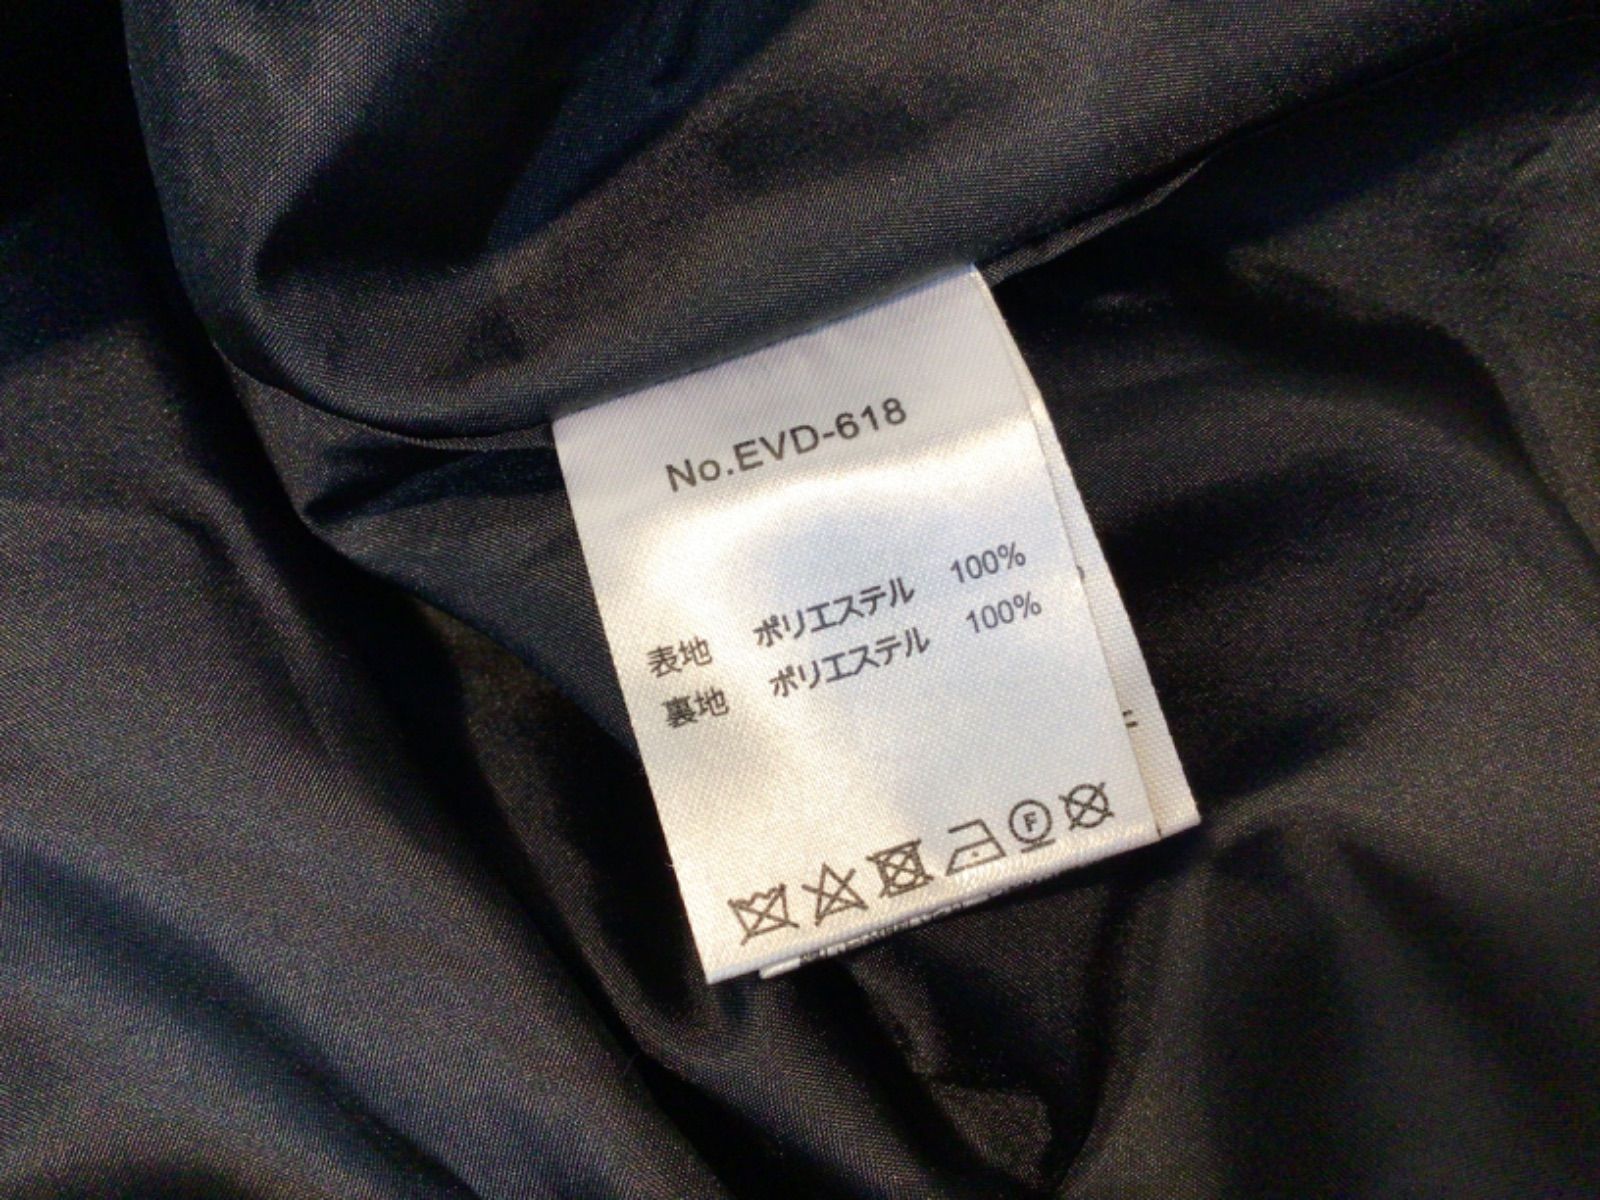 No.EVD-618
表地 ポリエステル 100%
裏地 ポリエステル 100%
F